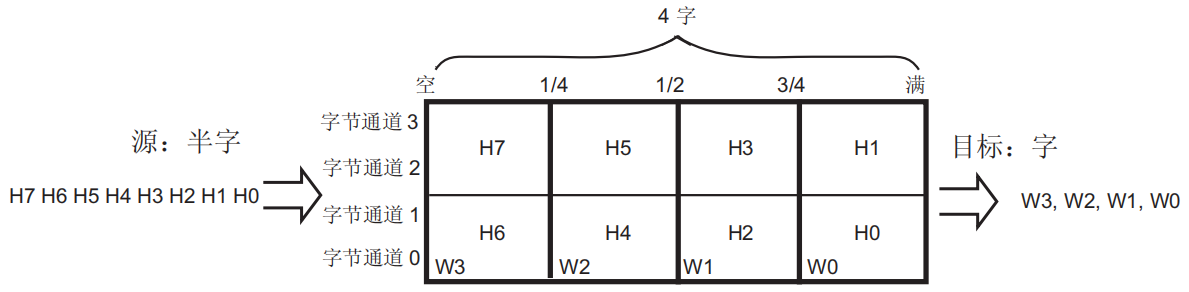 4 字
空 1/4 1/2 3/4 满
字节通道 3
源：半字
H7 H5 H3 H1
目标：字
字节通道 2
H7 H6 H5 H4 H3 H2 H1 H0
W3, W2, W1, W0
字节通道 1
H6 H4 H2 H0
字节通道 0
W3 W2 W1 W0